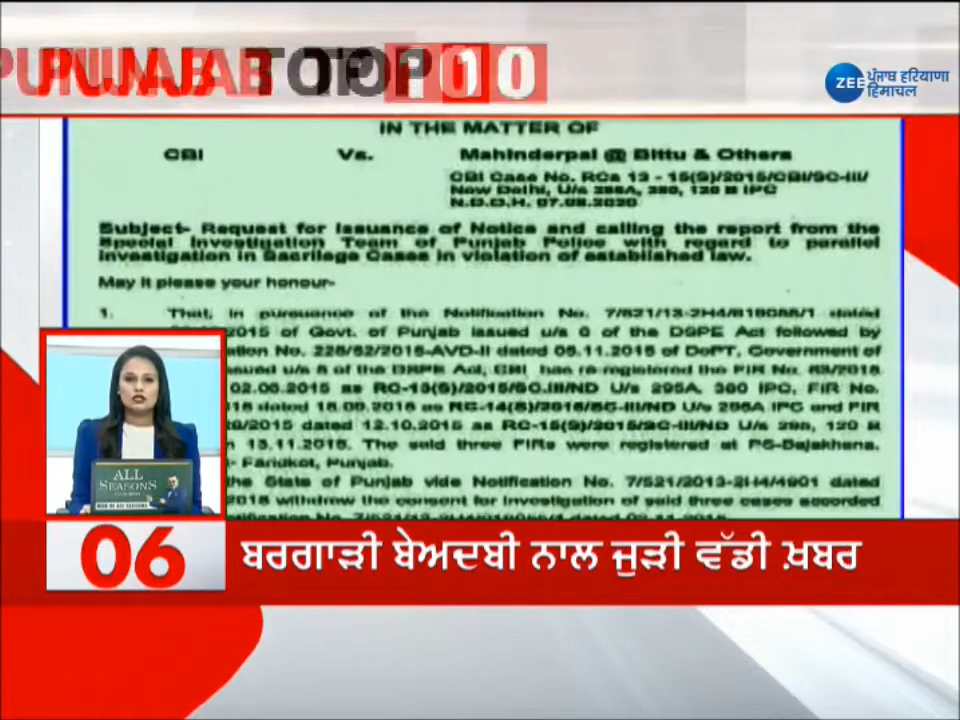 PUNJAB TOP 10
ZEE ਪੰਜਾਬ ਹਰਿਆਣਾ
ਹਿਮਾਚਲ
IN THE MATTER OF
CBI Vs. Mahinderpal @ Bittu & Others
CBI Case No. RCs 13 - 15(S)/2015/CBI/SC-III/
New Delhi, U/s 295A, 380, 120 B IPC
N.D.O.H. 07.08.2020
Subject- Request for issuance of Notice and calling the report from the
Special Investigation Team of Punjab Police with regard to parallel
investigation in Sacrilege Cases in violation of established law.
May it please your honour-
1. That, in pursuance of the Notification No. dated
2015 of Govt. of Punjab issued u/s 6 of the DSPE Act followed by
No. 228/52/2015-AVD-II dated 05.11.2015 of DoPT, Government of
u/s 5 of the DSPE Act, CBI has re-registered the FIR No.
02.06.2015 as RC-13(S)/2015/SC.III/ND U/s 295A, 380 IPC, FIR No.
dated as RC-14(S)/2015/SC-III/ND U/s 295A IPC and FIR
dated 12.10.2015 as RC-15(S)/2015/SC-III/ND U/s 295, 120 B
13.11.2015. The said three FIRs were registered at PS-Bajakhana,
Faridkot, Punjab.
the State of Punjab vide Notification No. 7/521/2013-2H4/4901 dated
withdrew the consent for investigation of said three cases accorded
ALL
SEASONS
06
ਬਰਗਾੜੀ ਬੇਅਦਬੀ ਨਾਲ ਜੁੜੀ ਵੱਡੀ ਖ਼ਬਰ